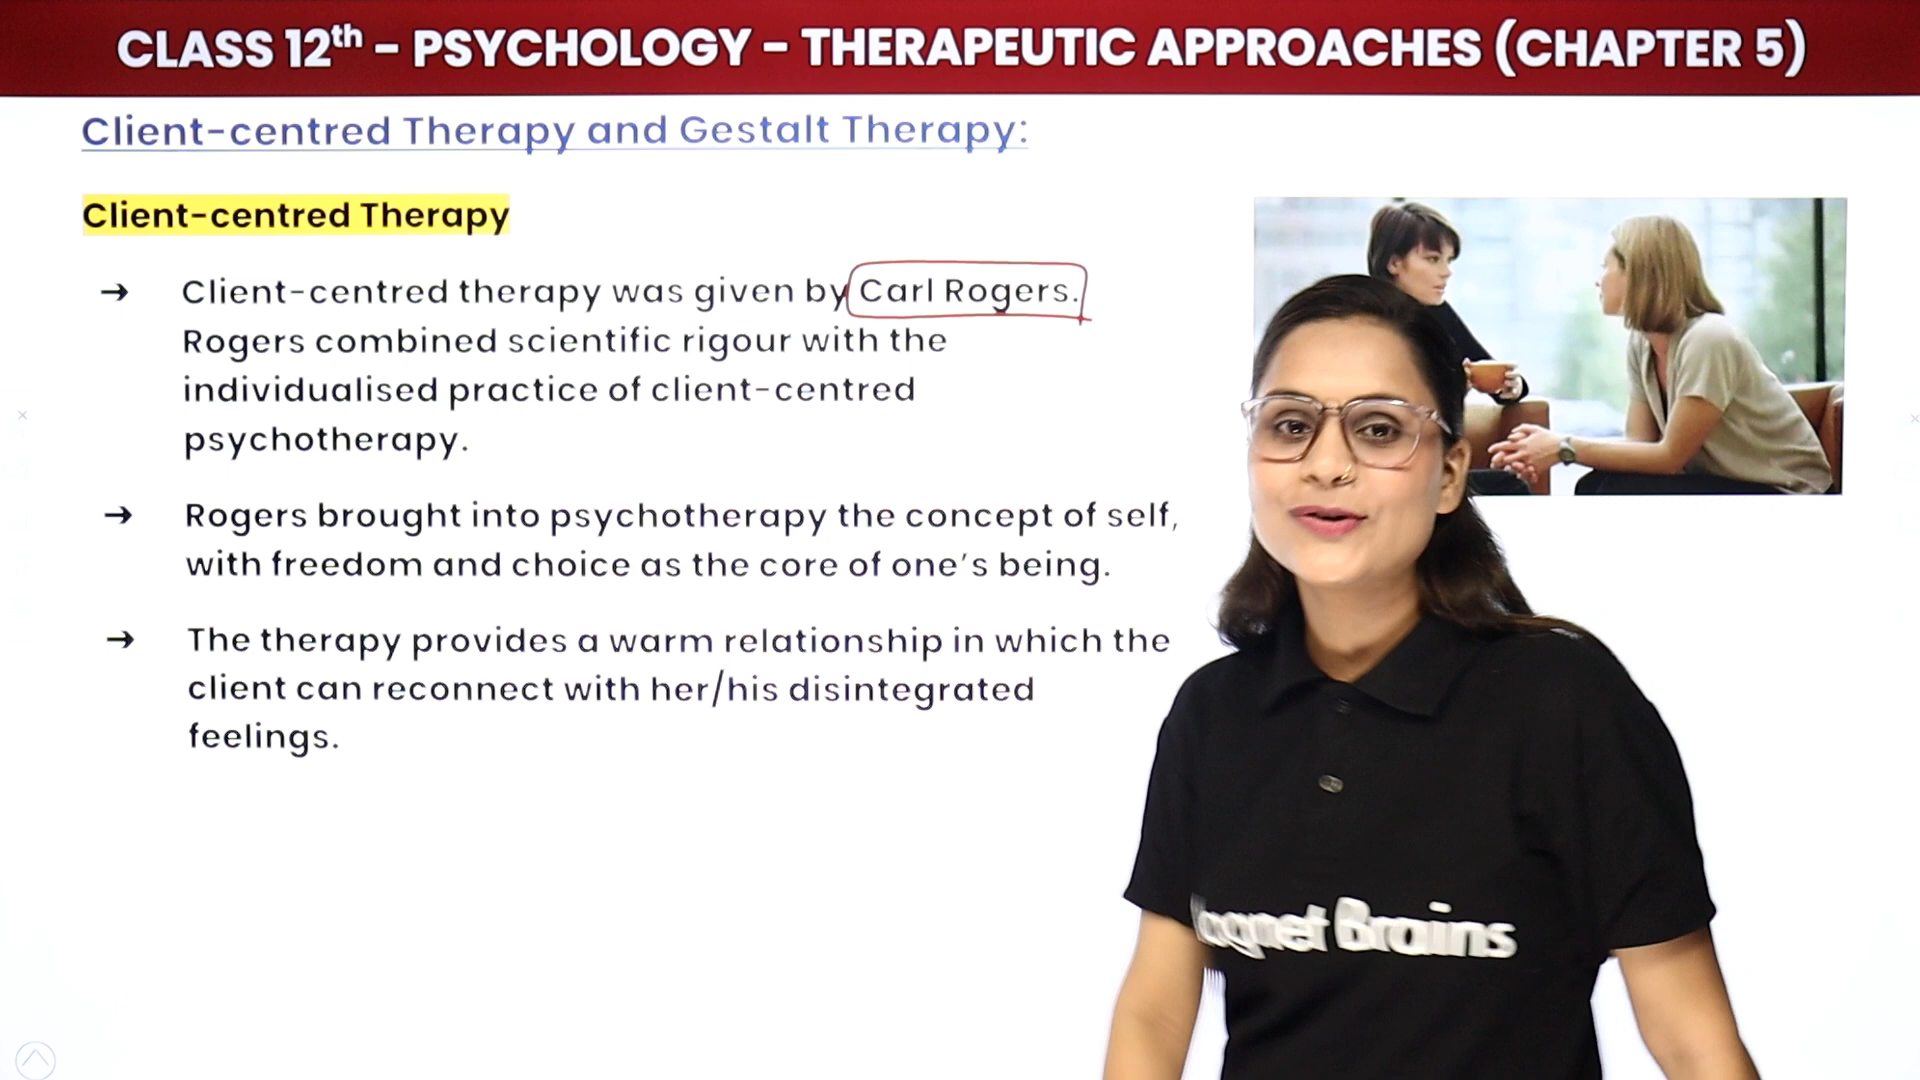 CLASS 12th - PSYCHOLOGY - THERAPEUTIC APPROACHES (CHAPTER 5)
Client-centred Therapy and Gestalt Therapy:
Client-centred Therapy
→ Client-centred therapy was given by Carl Rogers.
Rogers combined scientific rigour with the
individualised practice of client-centred
psychotherapy.
→ Rogers brought into psychotherapy the concept of self,
with freedom and choice as the core of one's being.
→ The therapy provides a warm relationship in which the
client can reconnect with her/his disintegrated
feelings.
Brains